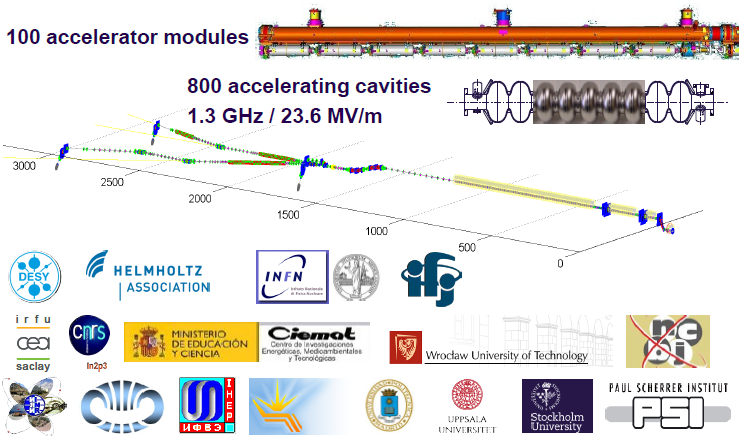 100 accelerator modules
800 accelerating cavities
1.3 GHz / 23.6 MV/m
3000
2500
2000
1500
1000
500
0
DESY
HELMHOLTZ
ASSOCIATION
INFN
Istituto Nazionale
di Fisica Nucleare
ifj
irfu
cea
saclay
cnrs
In2p3
MINISTERIO
DE EDUCACIÓN
Y CIENCIA
Ciemat
Centro de Investigaciones
Energéticas, Medioambientales
y Tecnológicas
Wrocław University of Technology
ncbj
IHEP
ИФВЭ
UPPSALA
UNIVERSITET
Stockholm
University
PAUL SCHERRER INSTITUT
PSI